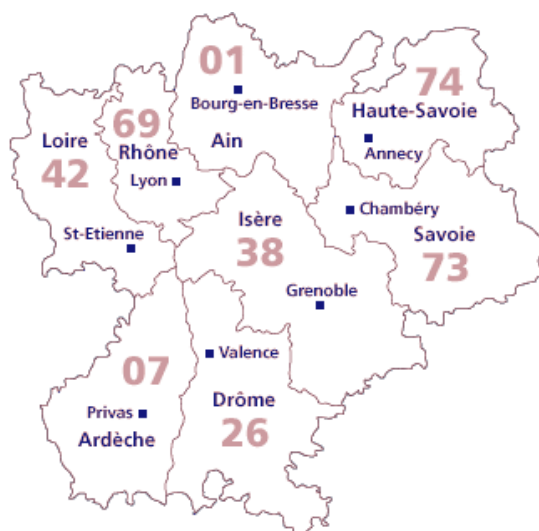 01
Bourg-en-Bresse
Ain
74
Haute-Savoie
Annecy
69
Rhône
Lyon
Loire
42
St-Etienne
Chambéry
Savoie
73
Isère
38
Grenoble
07
Privas
Ardèche
Valence
Drôme
26